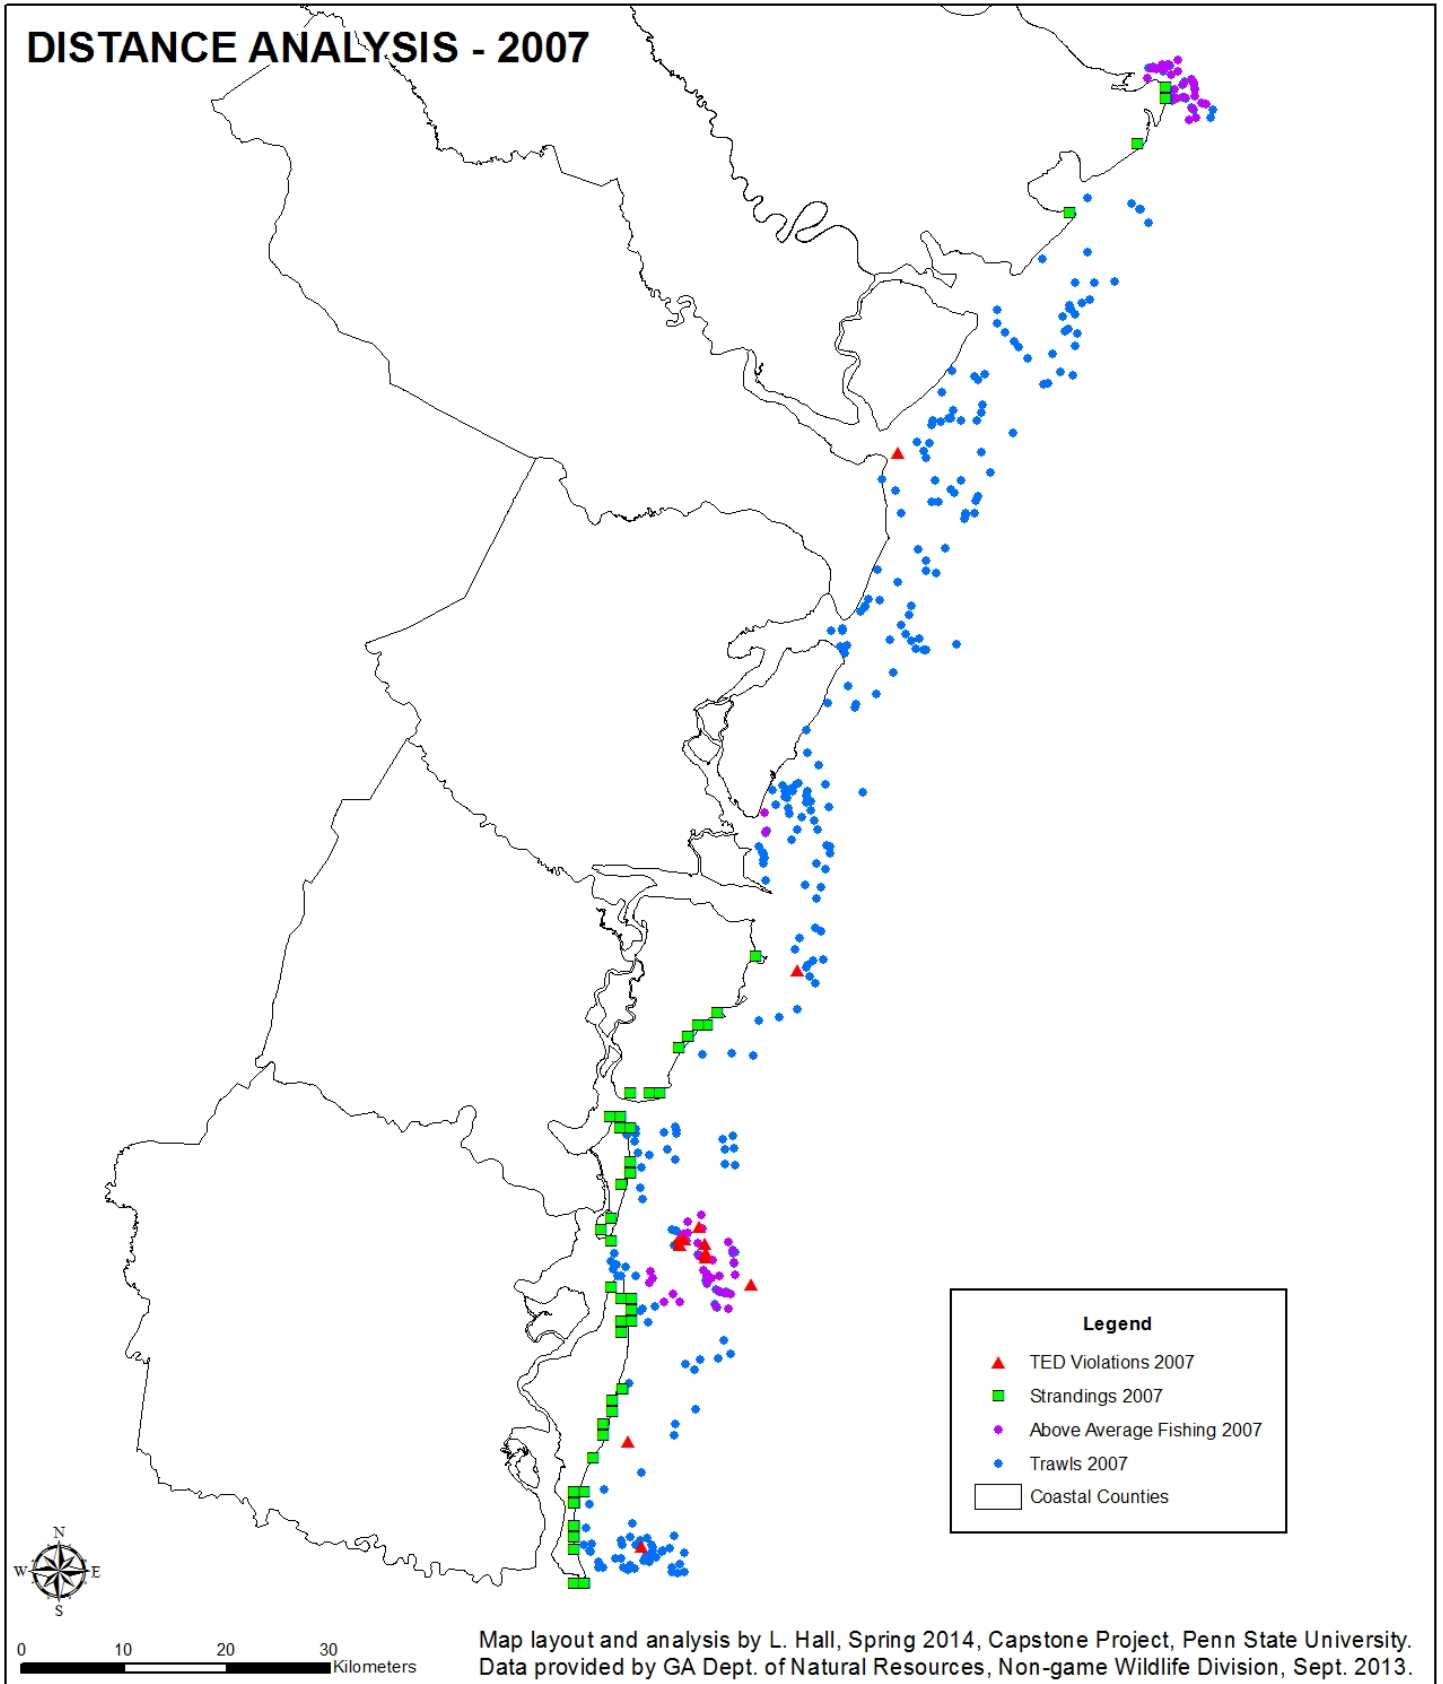 DISTANCE ANALYSIS - 2007
Legend
TED Violations 2007
Strandings 2007
Above Average Fishing 2007
Trawls 2007
Coastal Counties
N
W E
S
0 10 20 30
Kilometers
Map layout and analysis by L. Hall, Spring 2014, Capstone Project, Penn State University.
Data provided by GA Dept. of Natural Resources, Non-game Wildlife Division, Sept. 2013.